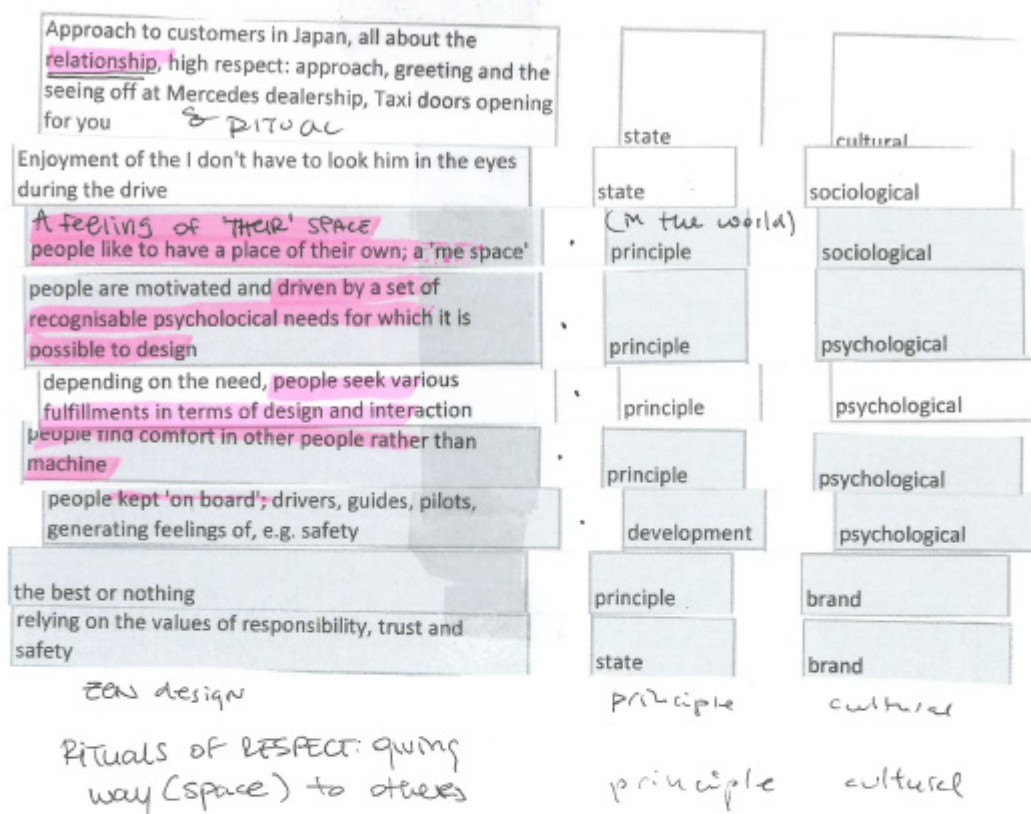 Approach to customers in Japan, all about the
relationship, high respect: approach, greeting and the
seeing off at Mercedes dealership, Taxi doors opening
for you & RITUAL state cultural
Enjoyment of the I don't have to look him in the eyes
during the drive state sociological
A feeling of 'THEIR' SPACE (in the world)
people like to have a place of their own; a 'me space' principle sociological
people are motivated and driven by a set of
recognisable psycholocical needs for which it is
possible to design principle psychological
depending on the need, people seek various
fulfillments in terms of design and interaction principle psychological
people find comfort in other people rather than
machine principle psychological
people kept 'on board'; drivers, guides, pilots,
generating feelings of, e.g. safety development psychological
the best or nothing principle brand
relying on the values of responsibility, trust and
safety state brand
ZEN design principle cultural
RITUALS OF RESPECT: giving
way (space) to others principle cultural